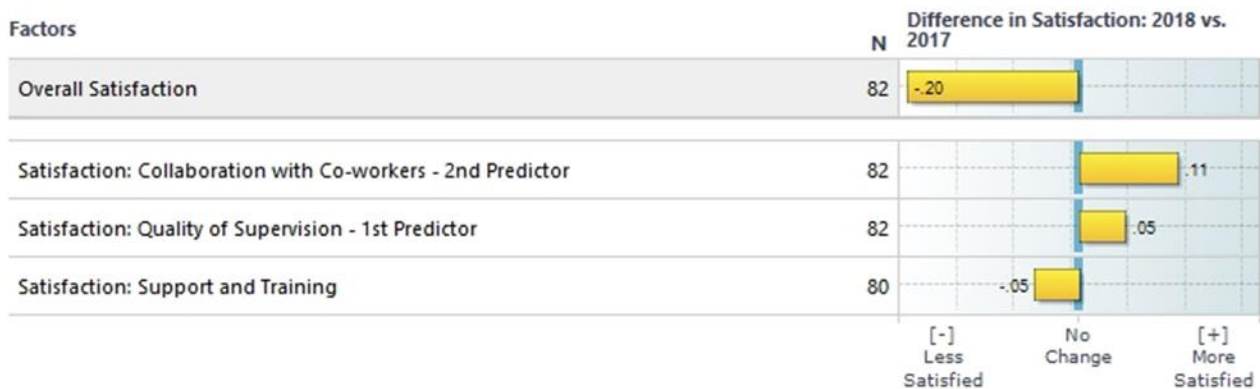 Factors
N
Difference in Satisfaction: 2018 vs.
2017
Overall Satisfaction 82 -.20
Satisfaction: Collaboration with Co-workers - 2nd Predictor 82 .11
Satisfaction: Quality of Supervision - 1st Predictor 82 .05
Satisfaction: Support and Training 80 -.05
[-] No [+]
Less Change More
Satisfied Satisfied